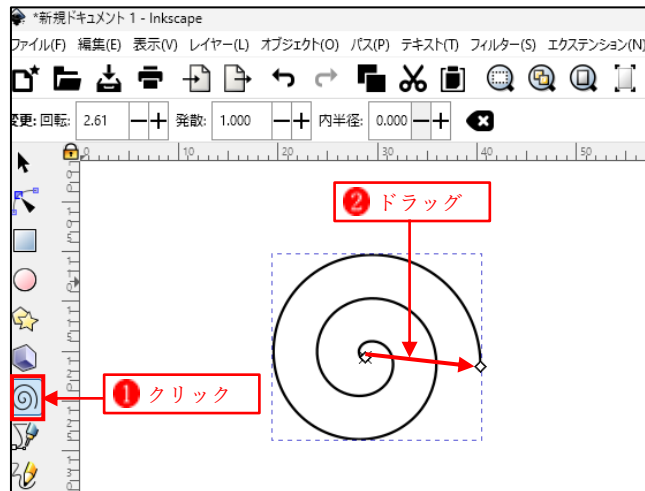 *新規ドキュメント 1 - Inkscape
ファイル(F) 編集(E) 表示(V) レイヤー(L) オブジェクト(O) パス(P) テキスト(T) フィルター(S) エクステンション(N)
変更: 回転: 2.61 発散: 1.000 内半径: 0.000
0 10 20 30 40 50
2 ドラッグ
1 クリック